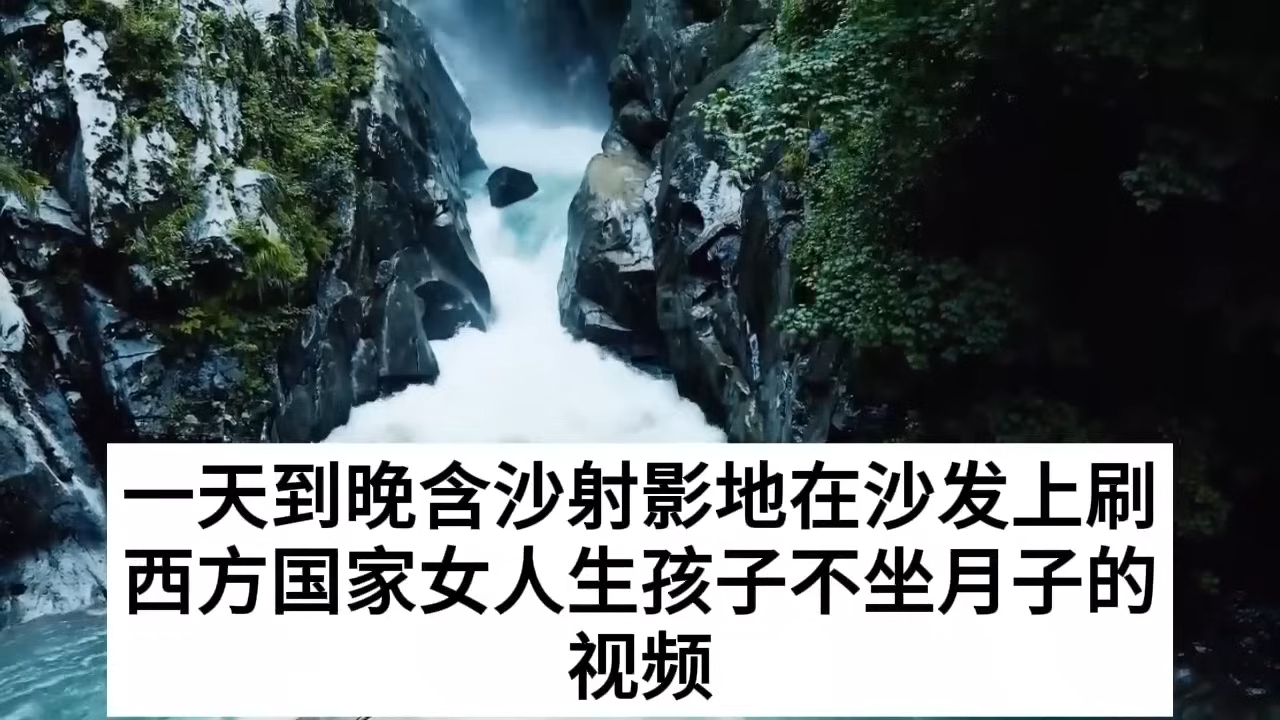 一天到晚含沙射影地在沙发上刷
西方国家女人生孩子不坐月子的
视频